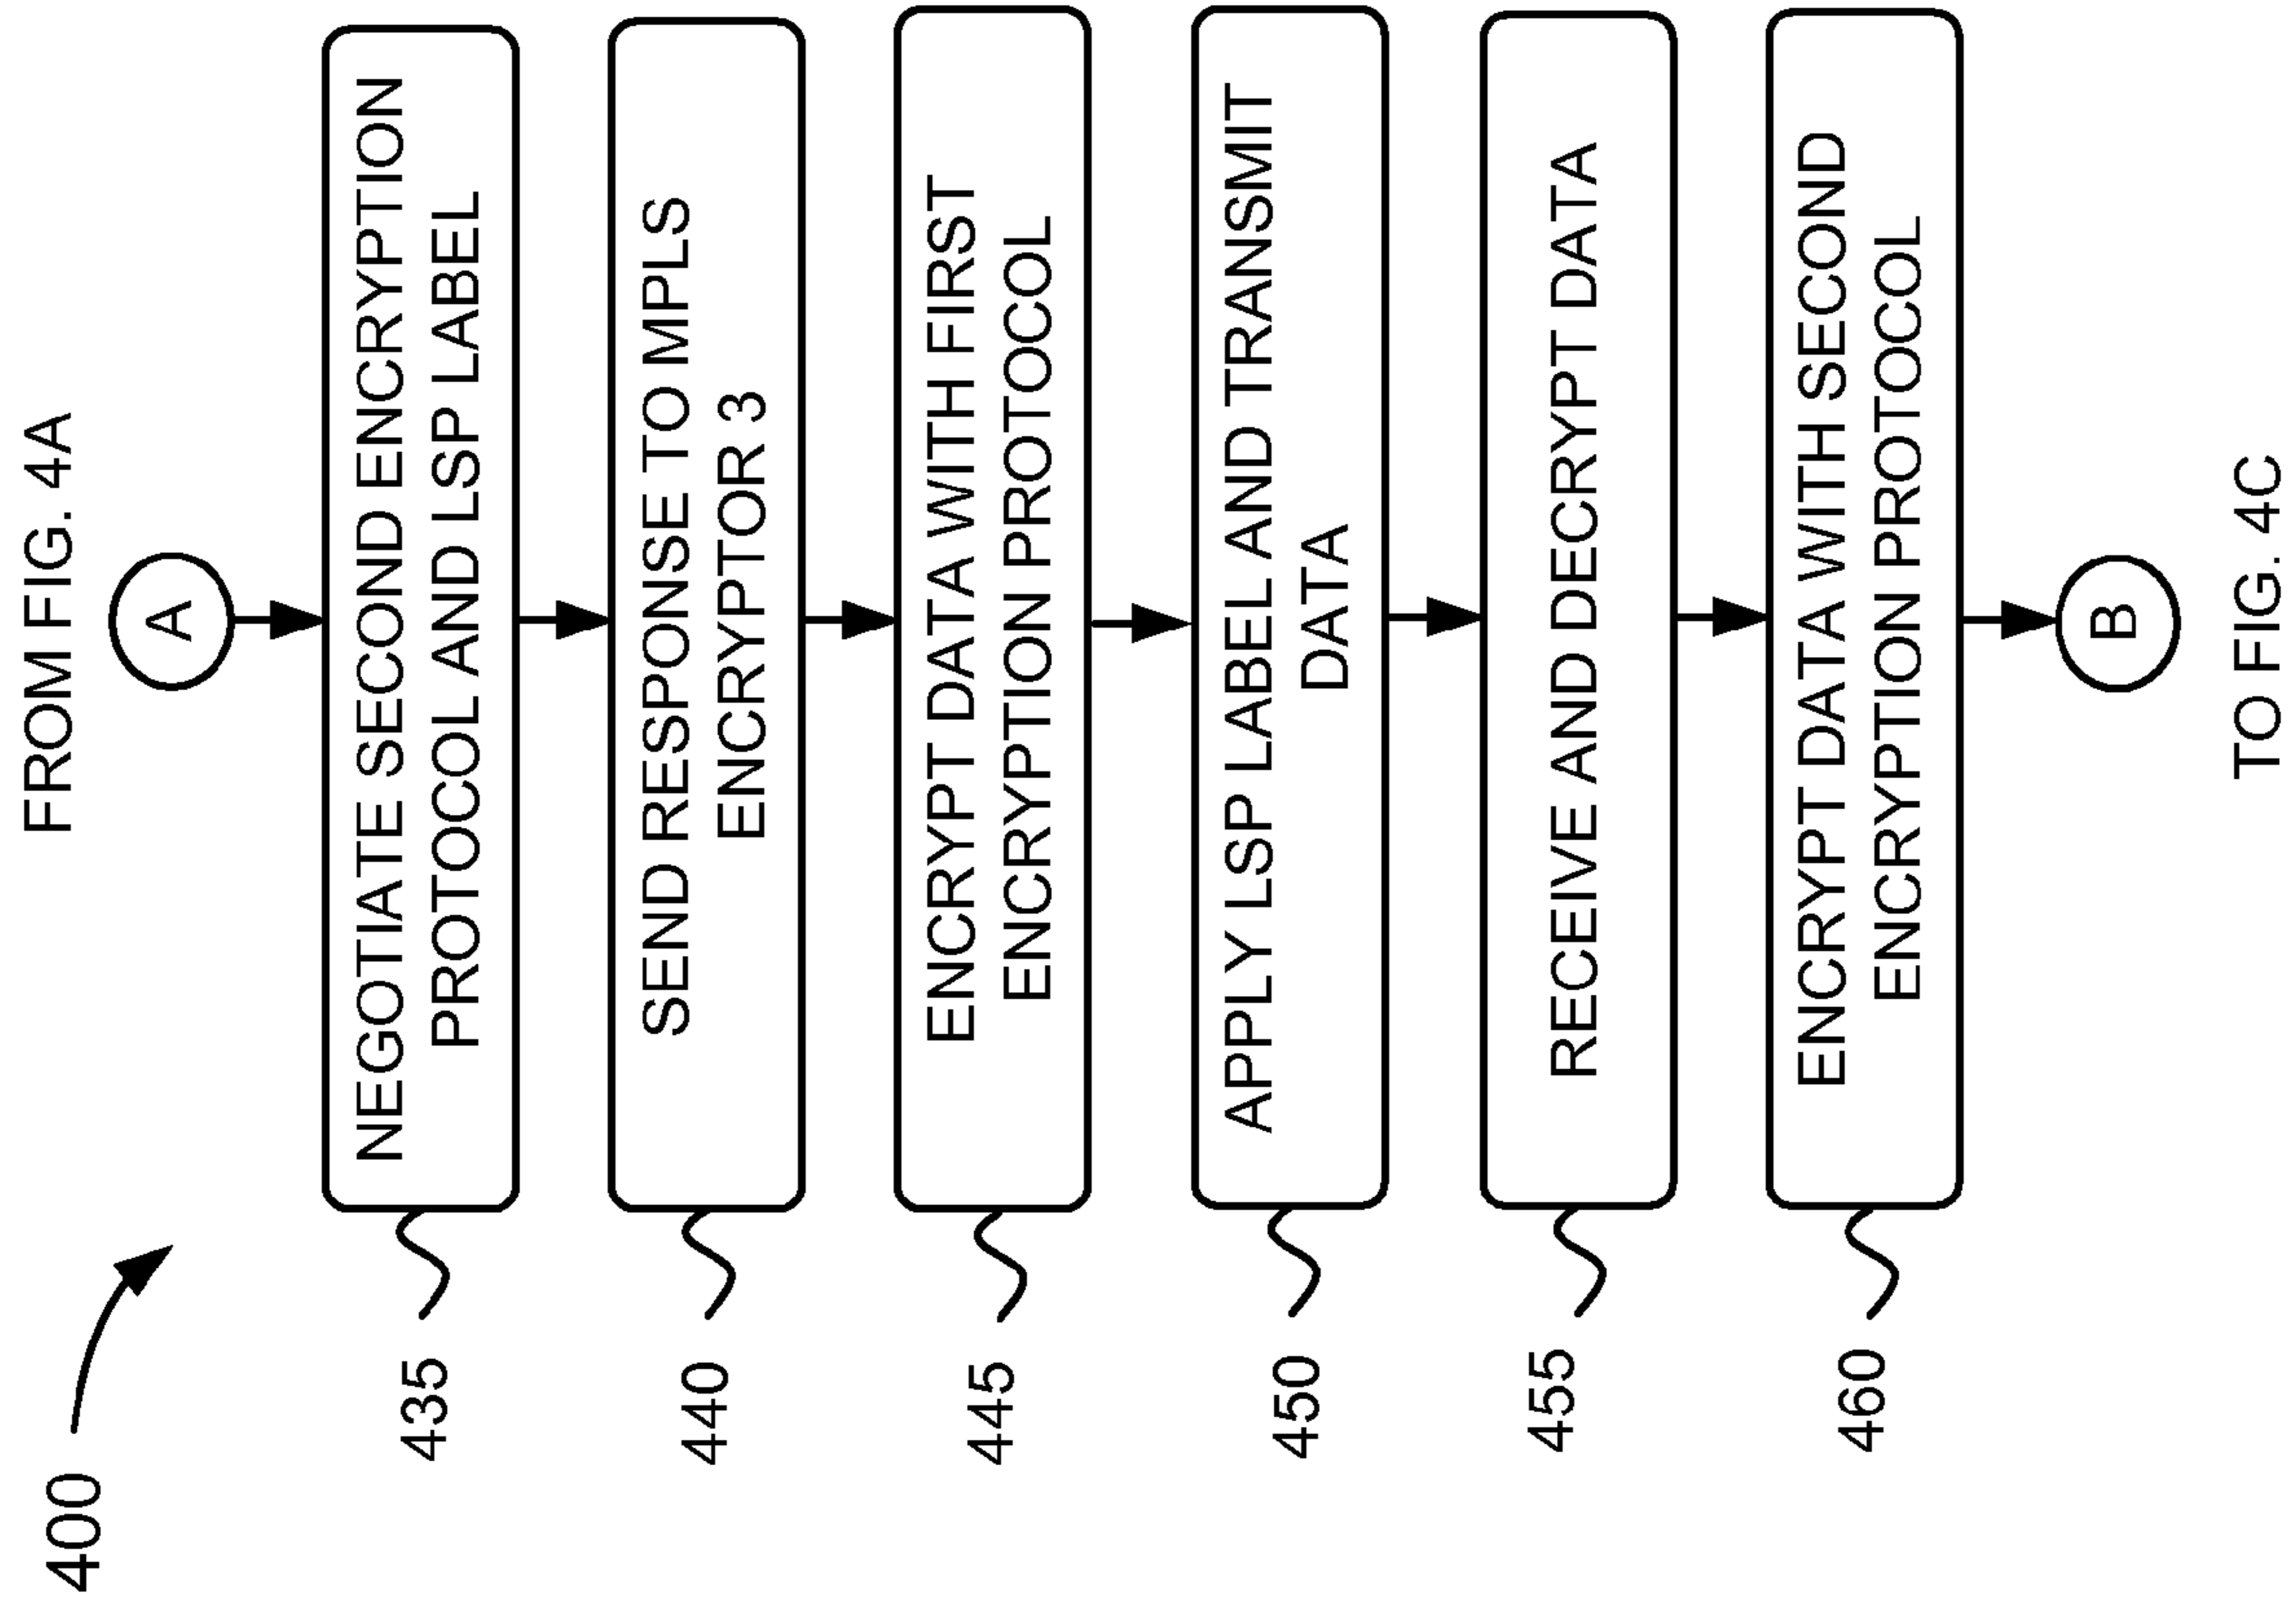 400
FROM FIG. 4A
A
435
NEGOTIATE SECOND ENCRYPTION
PROTOCOL AND LSP LABEL
440
SEND RESPONSE TO MPLS
ENCRYPTOR 3
445
ENCRYPT DATA WITH FIRST
ENCRYPTION PROTOCOL
450
APPLY LSP LABEL AND TRANSMIT
DATA
455
RECEIVE AND DECRYPT DATA
460
ENCRYPT DATA WITH SECOND
ENCRYPTION PROTOCOL
B
TO FIG. 4C